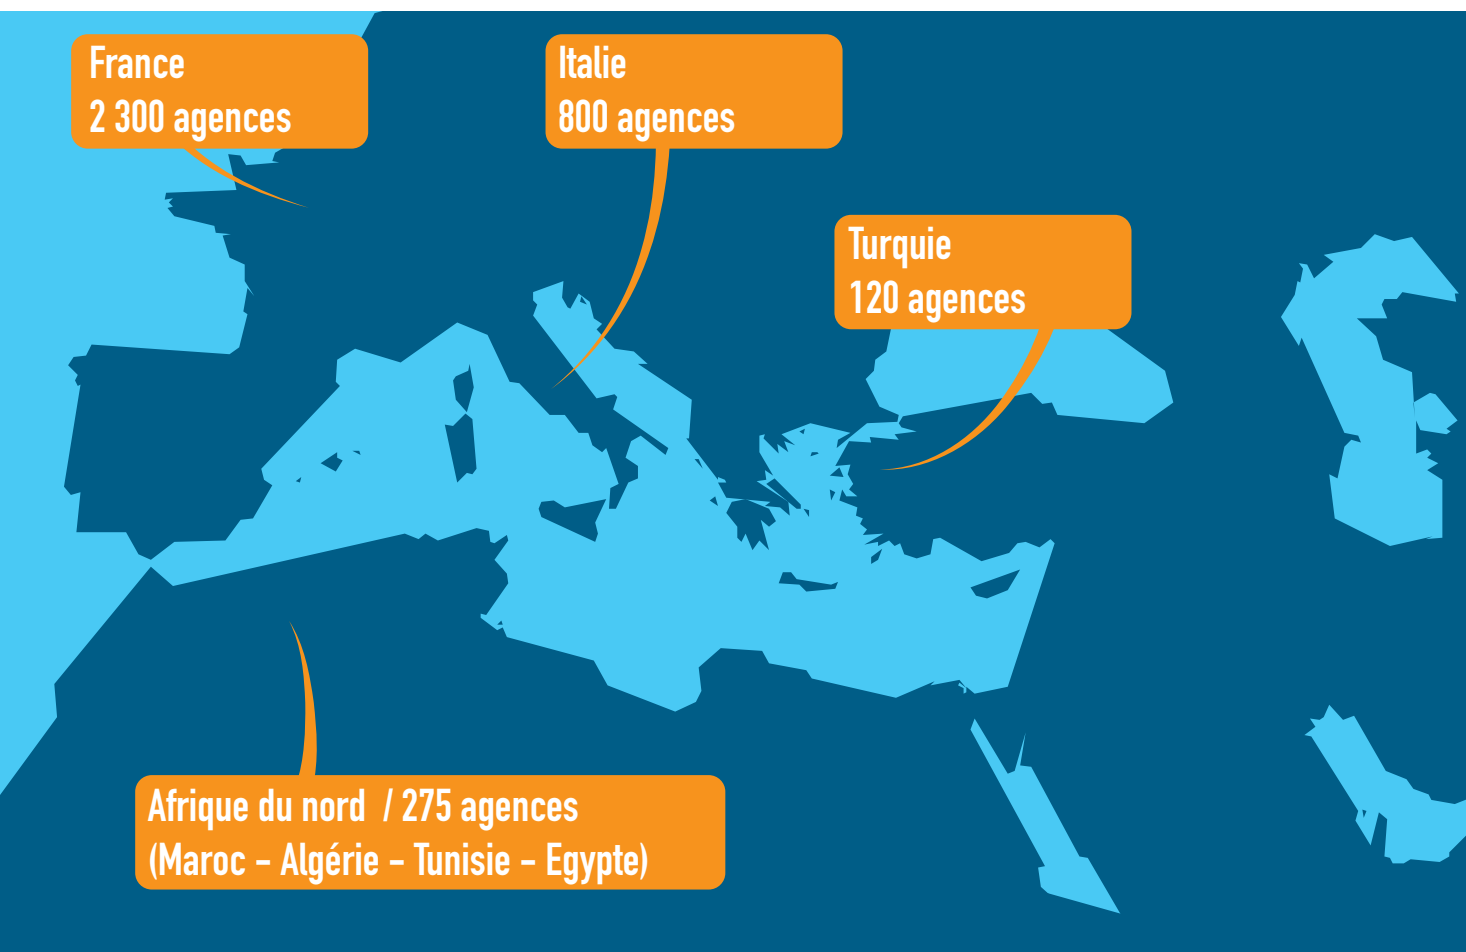 France
2 300 agences
Italie
800 agences
Turquie
120 agences
Afrique du nord / 275 agences
(Maroc – Algérie – Tunisie – Egypte)